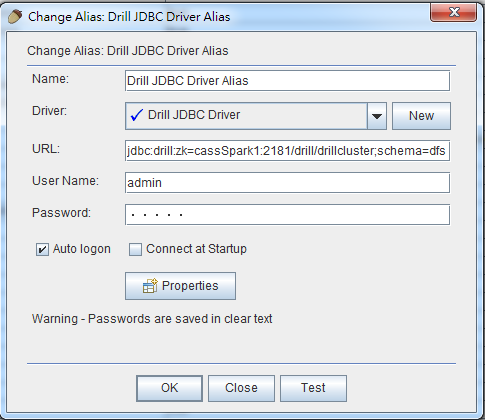 Change Alias: Drill JDBC Driver Alias
Change Alias: Drill JDBC Driver Alias
Name: Drill JDBC Driver Alias
Driver: Drill JDBC Driver New
URL: jdbc:drill:zk=cassSpark1:2181/drill/drillcluster;schema=dfs
User Name: admin
Password: • • • • •
Auto logon Connect at Startup
Properties
Warning - Passwords are saved in clear text
OK Close Test